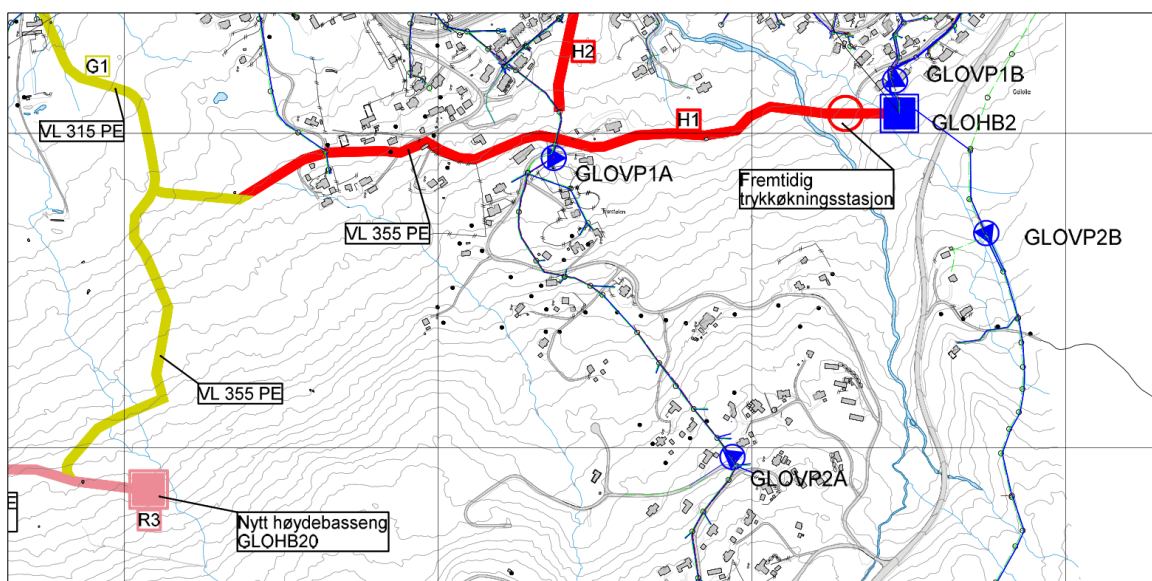 H2
G1
GLOVP1B
H1
GLOHB2
VL 315 PE
GLOVP1A
Fremtidig
trykkøkningsstasjon
VL 355 PE
GLOVP2B
VL 355 PE
GLOVP2A
R3
Nytt høydebasseng
GLOHB20